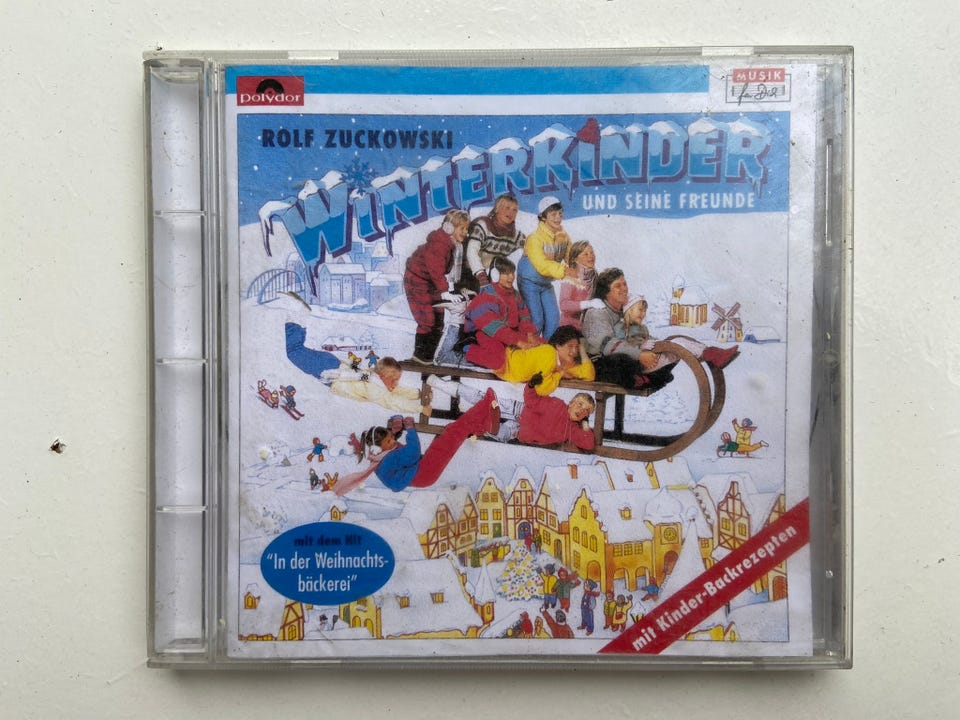 polydor
MUSIK
für Dich
ROLF ZUCKOWSKI
WINTERKINDER
UND SEINE FREUNDE
mit dem Hit
"In der Weihnachts-
bäckerei"
mit Kinder-Backrezepten